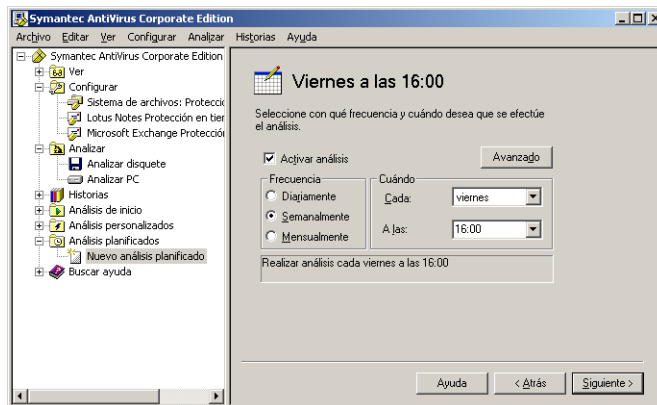 Symantec AntiVirus Corporate Edition
Archivo Editar Ver Configurar Analizar Historias Ayuda
Symantec AntiVirus Corporate Edition
Ver
Configurar
Sistema de archivos: Protecc
Lotus Notes Protección en tier
Microsoft Exchange Protecció
Analizar
Analizar disquete
Analizar PC
Historias
Análisis de inicio
Análisis personalizados
Análisis planificados
Nuevo análisis planificado
Buscar ayuda
Viernes a las 16:00
Seleccione con qué frecuencia y cuándo desea que se efectúe
el análisis.
Activar análisis
Avanzado
Frecuencia
Diariamente
Semanalmente
Mensualmente
Cuándo
Cada: viernes
A las: 16:00
Realizar análisis cada viernes a las 16:00
Ayuda < Atrás Siguiente >